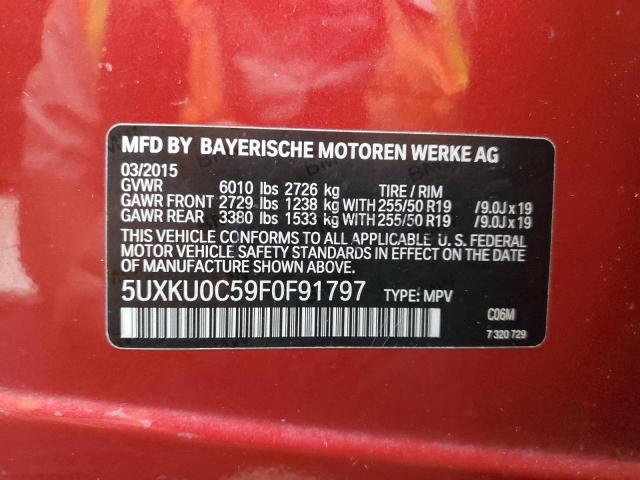 MFD BY BAYERISCHE MOTOREN WERKE AG
03/2015
GVWR 6010 lbs 2726 kg TIRE / RIM
GAWR FRONT 2729 lbs 1238 kg WITH 255/50 R19 /9.0J x 19
GAWR REAR 3380 lbs 1533 kg WITH 255/50 R19 /9.0J x 19
THIS VEHICLE CONFORMS TO ALL APPLICABLE U. S. FEDERAL
MOTOR VEHICLE SAFETY STANDARDS IN EFFECT ON THE DATE
OF MANUFACTURE SHOWN ABOVE.
5UXKU0C59F0F91797 TYPE: MPV
C06M
7 320 729